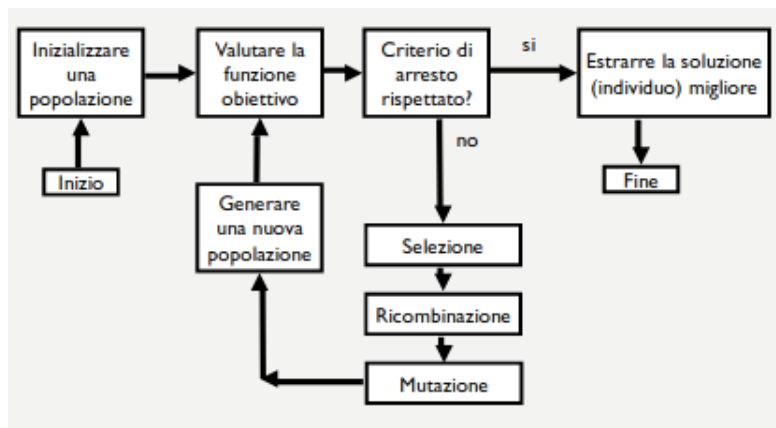 Inizializzare
una
popolazione
Valutare la
funzione
obiettivo
Criterio di
arresto
rispettato?
si
Estrarre la soluzione
(individuo) migliore
no
Inizio
Fine
Generare
una nuova
popolazione
Selezione
Ricombinazione
Mutazione